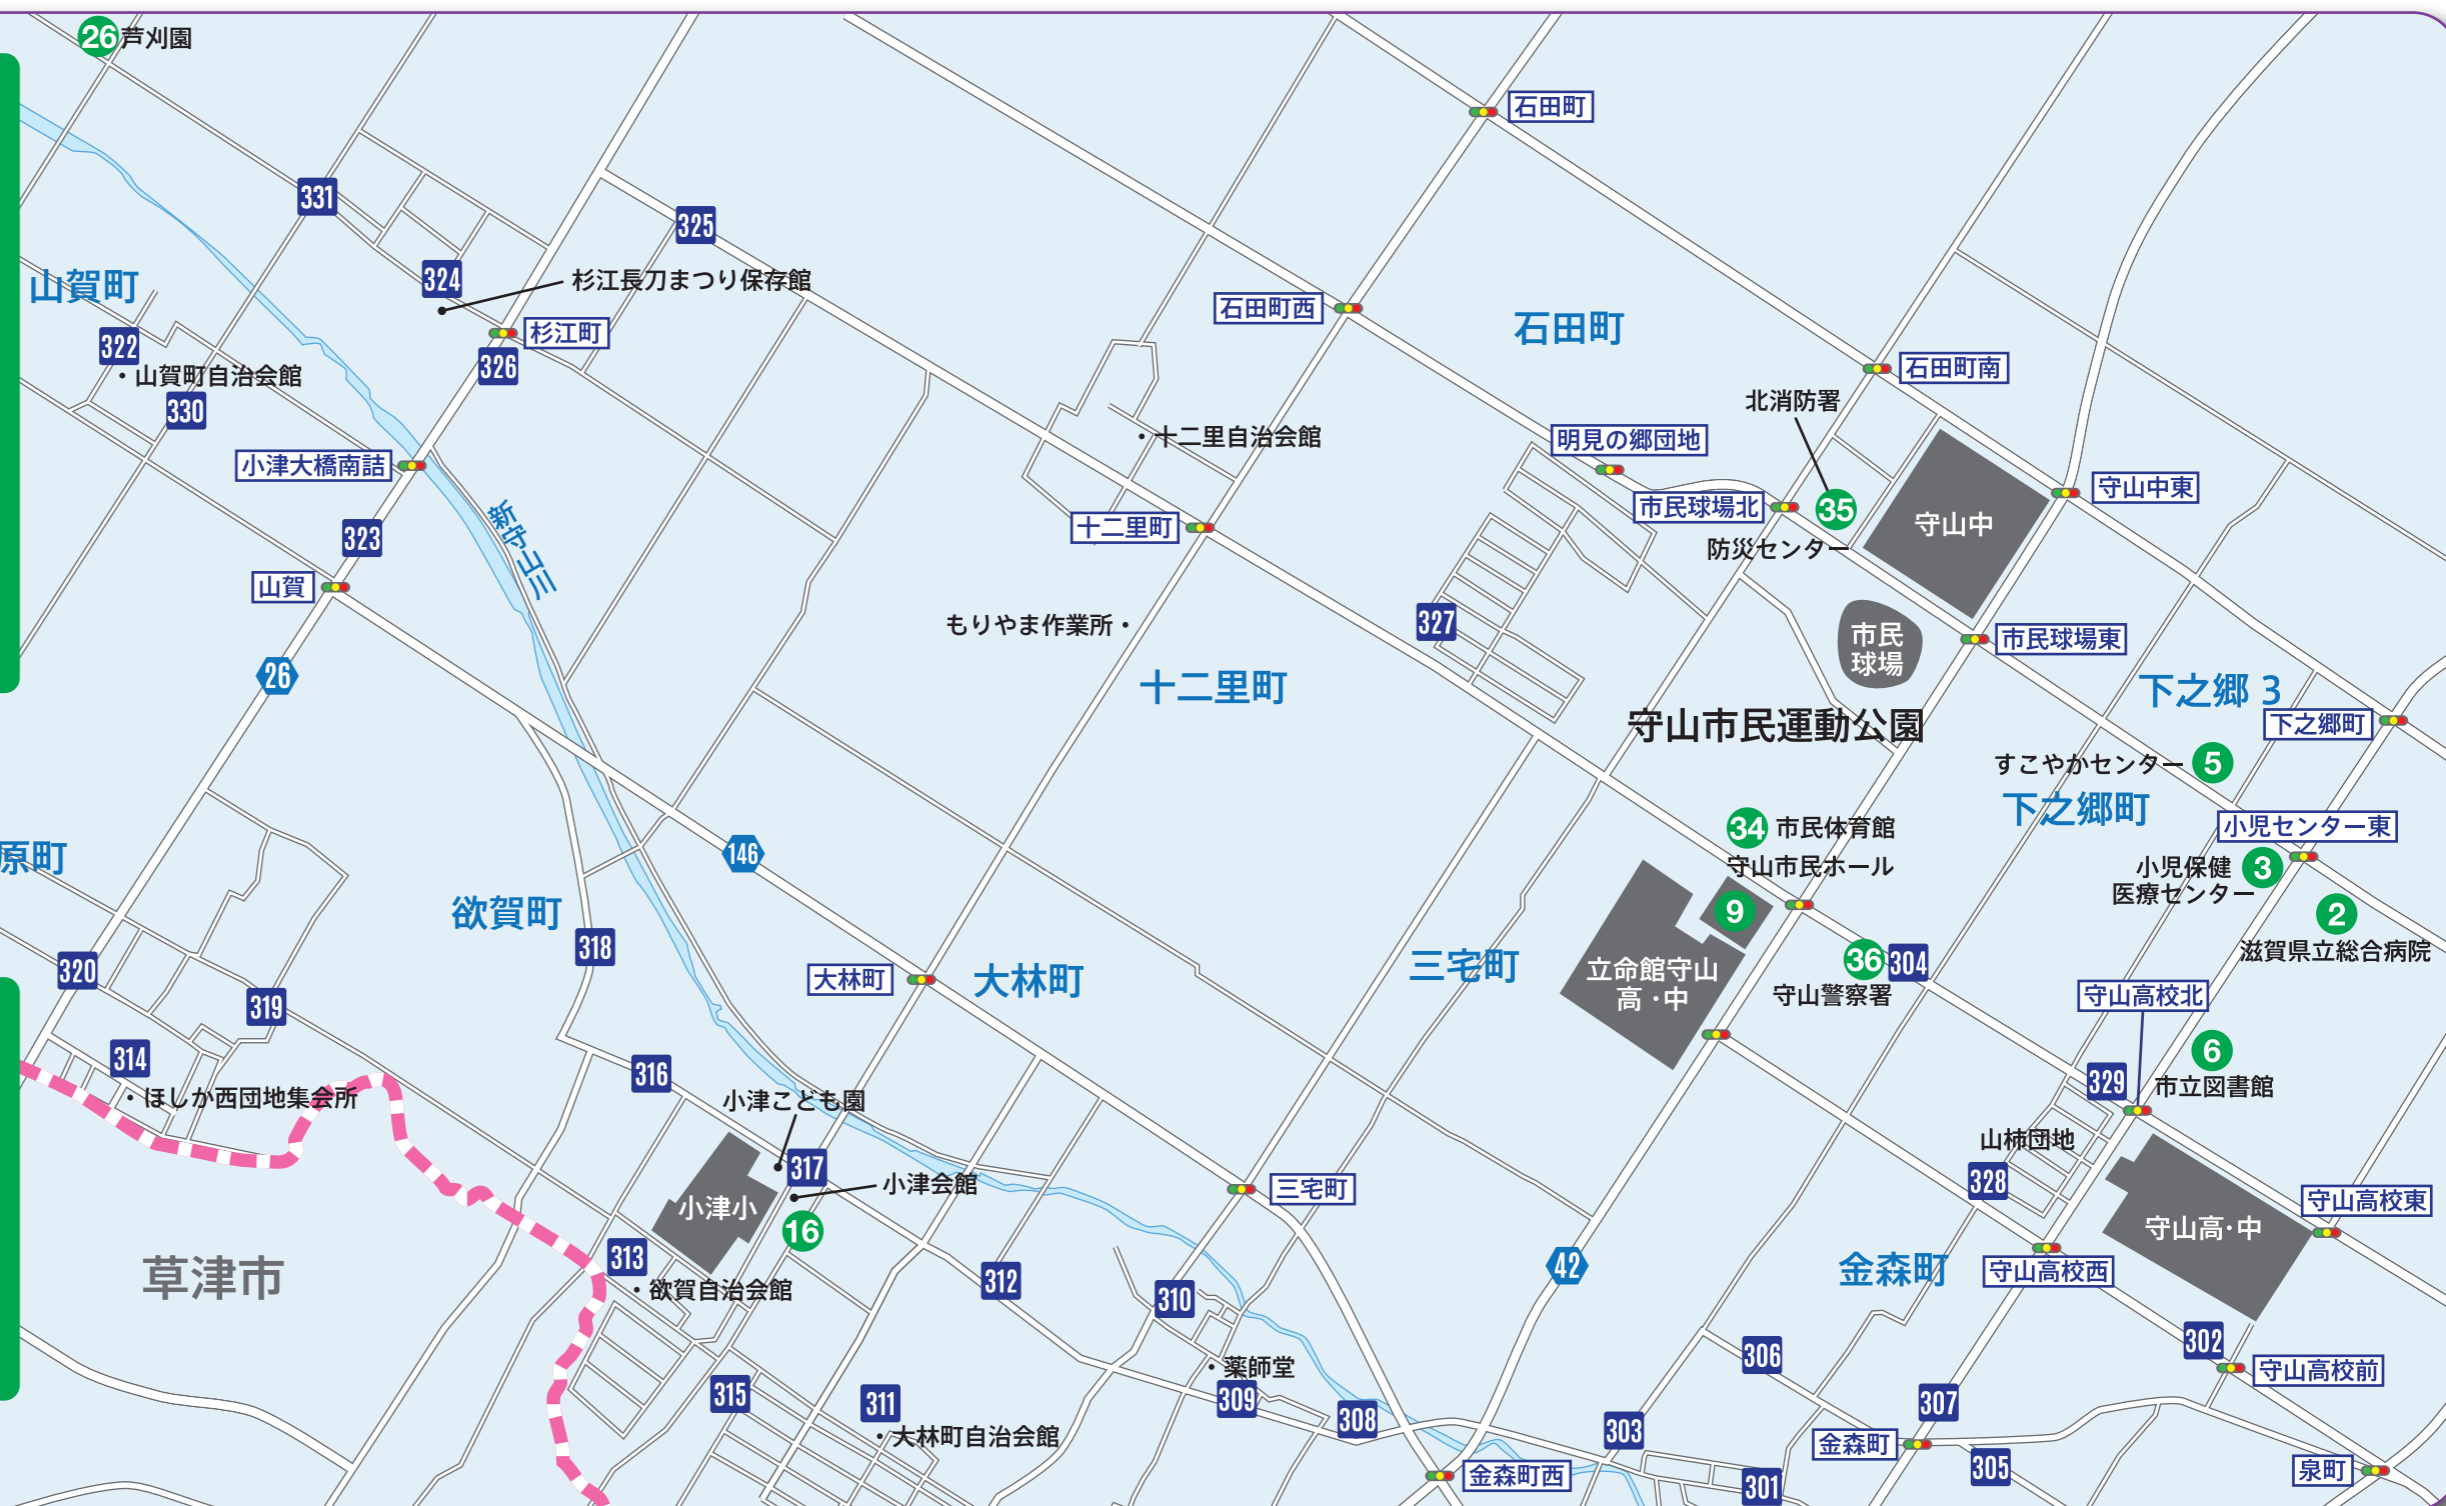 26 芦刈園
石田町
331
325
324
杉江長刀まつり保存館
山賀町
石田町西
石田町
322
杉江町
326
石田町南
・山賀町自治会館
330
北消防署
・十二里自治会館
明見の郷団地
小津大橋南詰
守山中東
市民球場北
35
守山中
新守山川
十二里町
323
防災センター
山賀
もりやま作業所・
327
市民
球場
市民球場東
26
十二里町
下之郷 3
守山市民運動公園
下之郷町
すこやかセンター 5
下之郷町
34 市民体育館
小児センター東
146
原町
守山市民ホール
小児保健
医療センター
3
欲賀町
9
2
318
滋賀県立総合病院
320
大林町
大林町
三宅町
立命館守山
高・中
36
304
守山警察署
守山高校北
319
314
6
・ほしか西団地集会所
316
小津こども園
329
市立図書館
山柿団地
317
小津会館
三宅町
328
守山高校東
小津小
16
守山高・中
313
草津市
・欲賀自治会館
312
310
42
金森町
守山高校西
・薬師堂
306
302
守山高校前
315
311
309
308
303
307
・大林町自治会館
金森町
305
泉町
金森町西
301